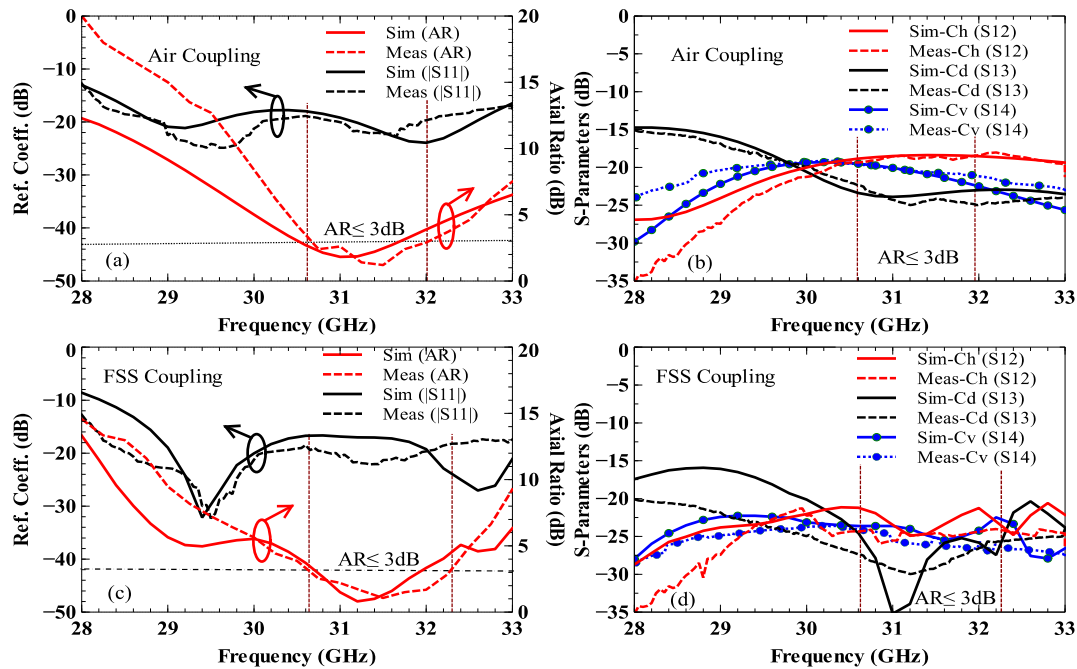 0
−10
−20
−30
−40
−50
Ref. Coeff. (dB)
Air Coupling
Sim (AR)
Meas (AR)
Sim (|S11|)
Meas (|S11|)
AR≤ 3dB
(a)
20
15
10
5
0
Axial Ratio (dB)
28 29 30 31 32 33
Frequency (GHz)
0
−5
−10
−15
−20
−25
−30
−35
S-Parameters (dB)
Air Coupling
Sim-Ch (S12)
Meas-Ch (S12)
Sim-Cd (S13)
Meas-Cd (S13)
Sim-Cv (S14)
Meas-Cv (S14)
AR≤ 3dB
(b)
28 29 30 31 32 33
Frequency (GHz)
0
−10
−20
−30
−40
−50
Ref. Coeff. (dB)
FSS Coupling
Sim (AR)
Meas (AR)
Sim (|S11|)
Meas (|S11|)
AR≤ 3dB
(c)
20
15
10
5
0
Axial Ratio (dB)
28 29 30 31 32 33
Frequency (GHz)
0
−5
−10
−15
−20
−25
−30
−35
S-Parameters (dB)
FSS Coupling
Sim-Ch (S12)
Meas-Ch (S12)
Sim-Cd (S13)
Meas-Cd (S13)
Sim-Cv (S14)
Meas-Cv (S14)
AR≤ 3dB
(d)
28 29 30 31 32 33
Frequency (GHz)